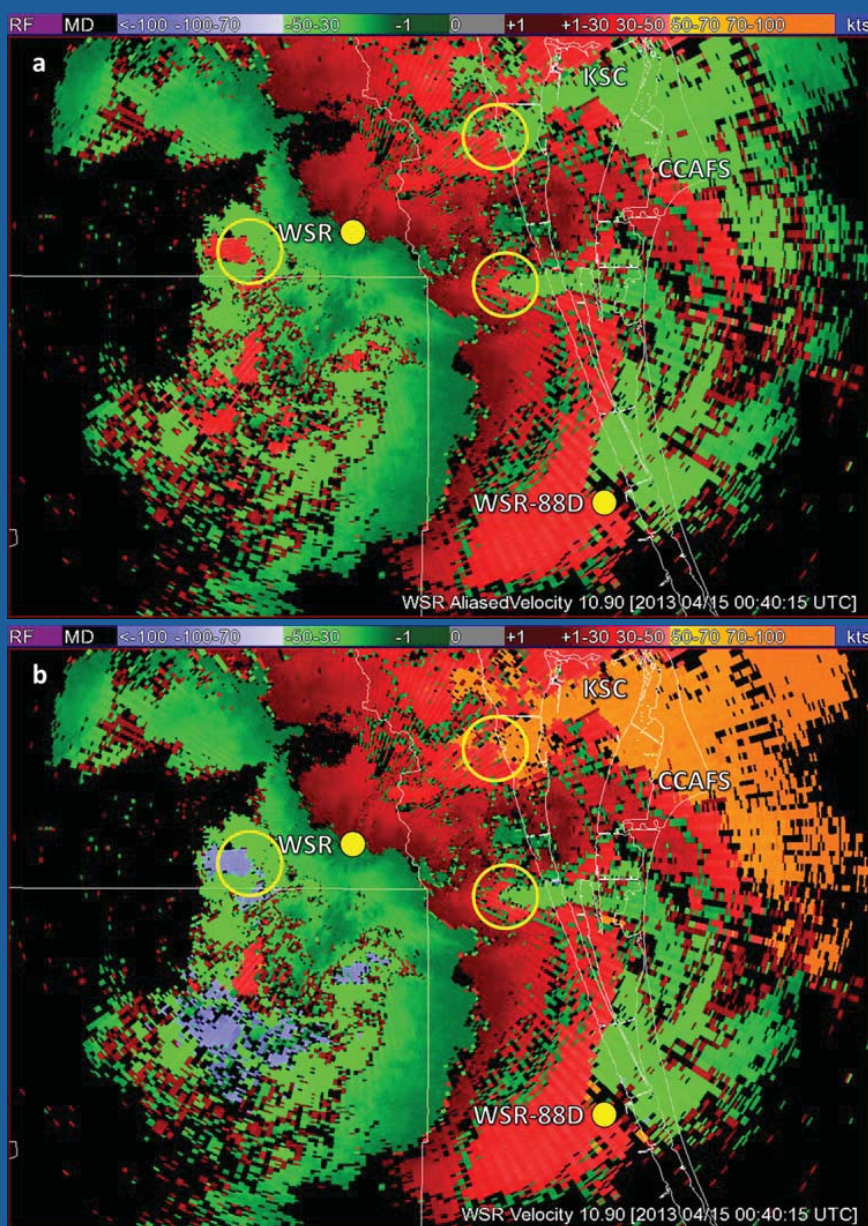 RF MD <-100 -100-70 -50-30 -1 0 +1 +1-30 30-50 50-70 70-100 kts
a
KSC
CCAFS
WSR
WSR-88D
WSR AliasedVelocity 10.90 [2013 04/15 00:40:15 UTC]
RF MD <-100 -100-70 -50-30 -1 0 +1 +1-30 30-50 50-70 70-100 kts
b
KSC
CCAFS
WSR
WSR-88D
WSR Velocity 10.90 [2013 04/15 00:40:15 UTC]